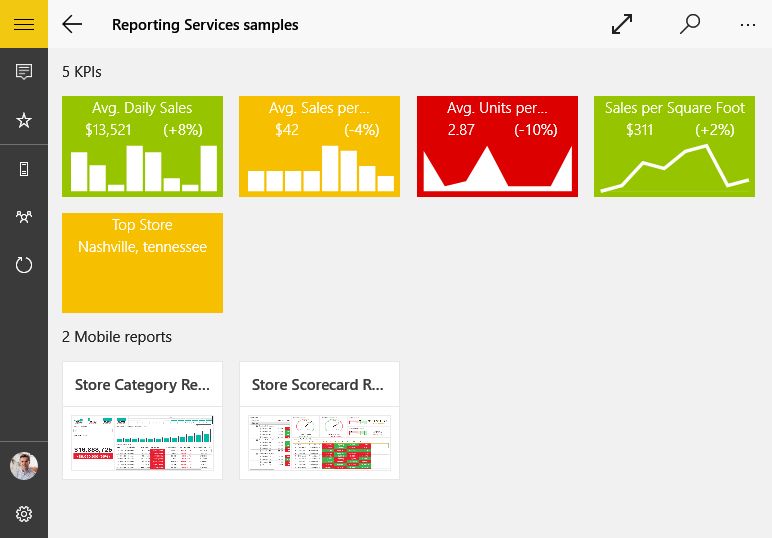 Reporting Services samples
5 KPIs
Avg. Daily Sales
$13,521 (+8%)
Avg. Sales per...
$42 (-4%)
Avg. Units per...
2.87 (-10%)
Sales per Square Foot
$311 (+2%)
Top Store
Nashville, tennessee
2 Mobile reports
Store Category Re...
Store Scorecard R...